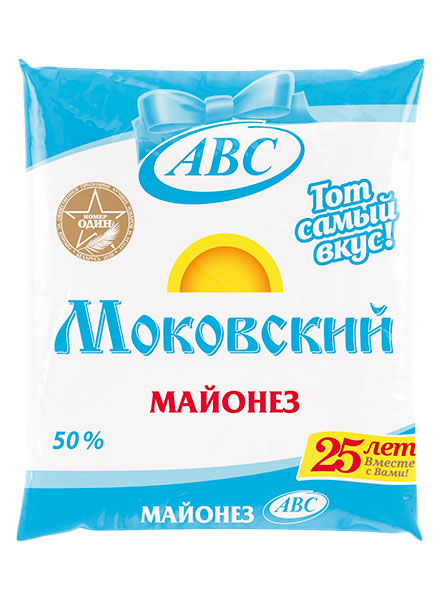 АВС
НОМЕР
ОДИН
Тот
самый
вкус!
Моковский
МАЙОНЕЗ
50%
25 лет
Вместе
с Вами!
МАЙОНЕЗ АВС